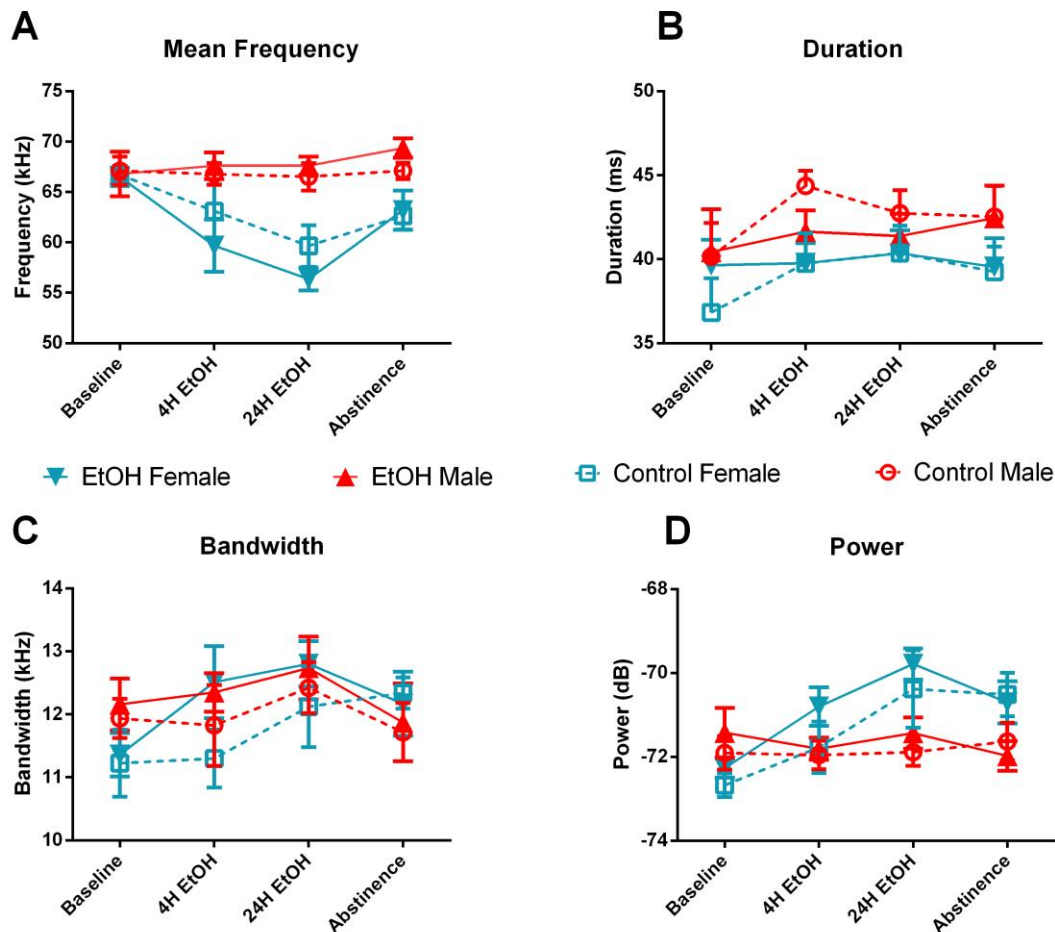 A
Mean Frequency
Frequency (kHz)
75
70
65
60
55
50
Baseline
4H EtOH
24H EtOH
Abstinence
B
Duration
Duration (ms)
50
45
40
35
Baseline
4H EtOH
24H EtOH
Abstinence
EtOH Female
EtOH Male
Control Female
Control Male
C
Bandwidth
Bandwidth (kHz)
14
13
12
11
10
Baseline
4H EtOH
24H EtOH
Abstinence
D
Power
Power (dB)
-68
-70
-72
-74
Baseline
4H EtOH
24H EtOH
Abstinence